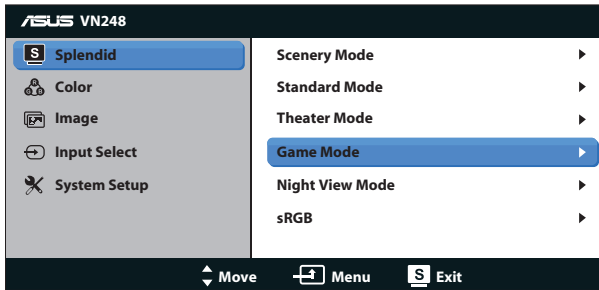 ASUS VN248
S Splendid
Color
Image
Input Select
System Setup
Scenery Mode
Standard Mode
Theater Mode
Game Mode
Night View Mode
sRGB
Move Menu S Exit